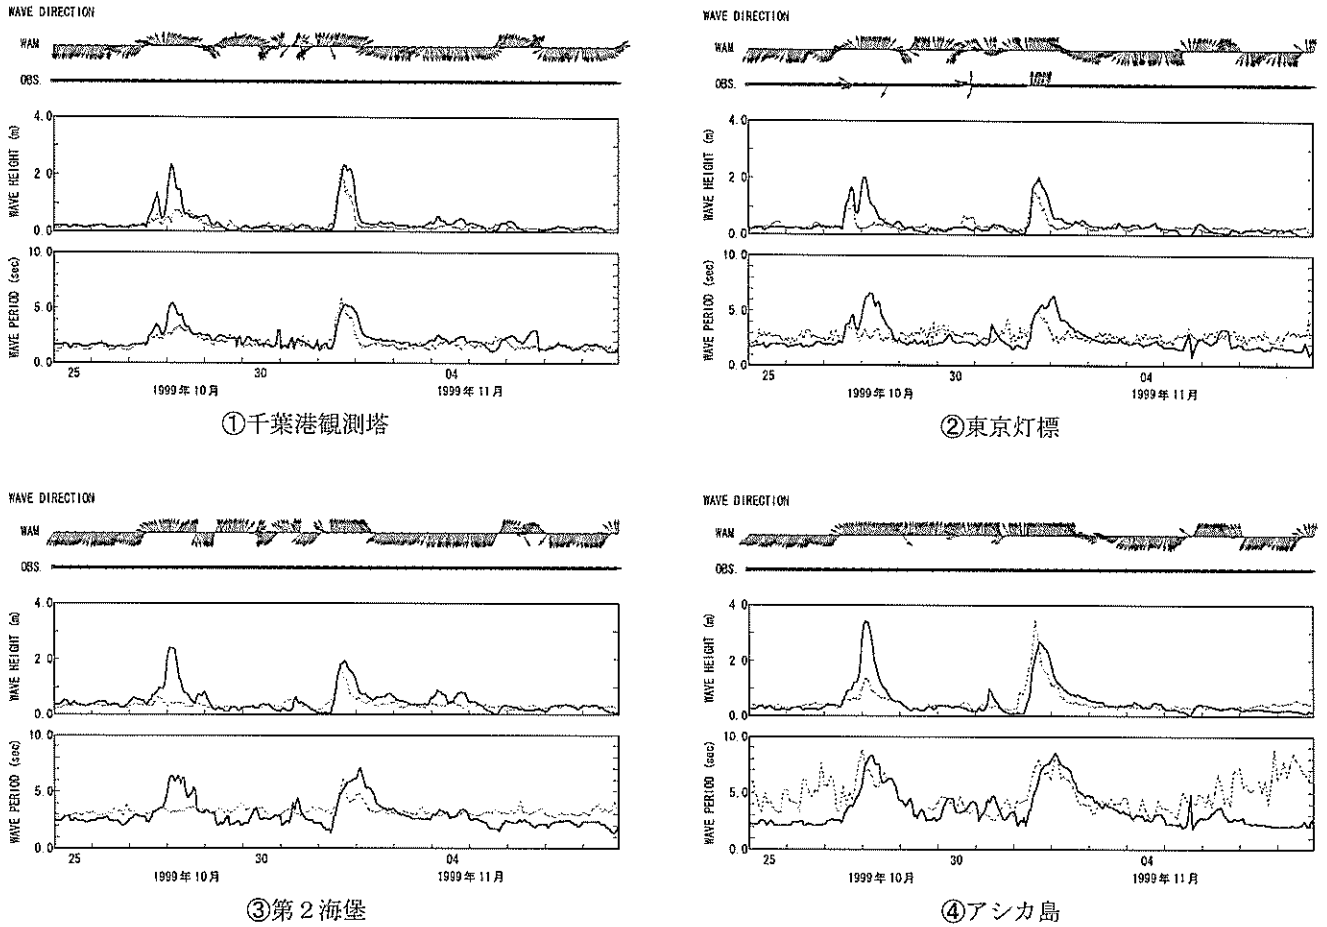 WAVE DIRECTION
WAM
OBS.
WAVE HEIGHT (m)
4.0
2.0
0.0
WAVE PERIOD (sec)
10.0
5.0
0.0
25
30
04
1999年10月
1999年11月
①千葉港観測塔
WAVE DIRECTION
WAM
OBS.
WAVE HEIGHT (m)
4.0
2.0
0.0
WAVE PERIOD (sec)
10.0
5.0
0.0
25
30
04
1999年10月
1999年11月
②東京灯標
WAVE DIRECTION
WAM
OBS.
WAVE HEIGHT (m)
4.0
2.0
0.0
WAVE PERIOD (sec)
10.0
5.0
0.0
25
30
04
1999年10月
1999年11月
③第2海堡
WAVE DIRECTION
WAM
OBS.
WAVE HEIGHT (m)
4.0
2.0
0.0
WAVE PERIOD (sec)
10.0
5.0
0.0
25
30
04
1999年10月
1999年11月
④アシカ島